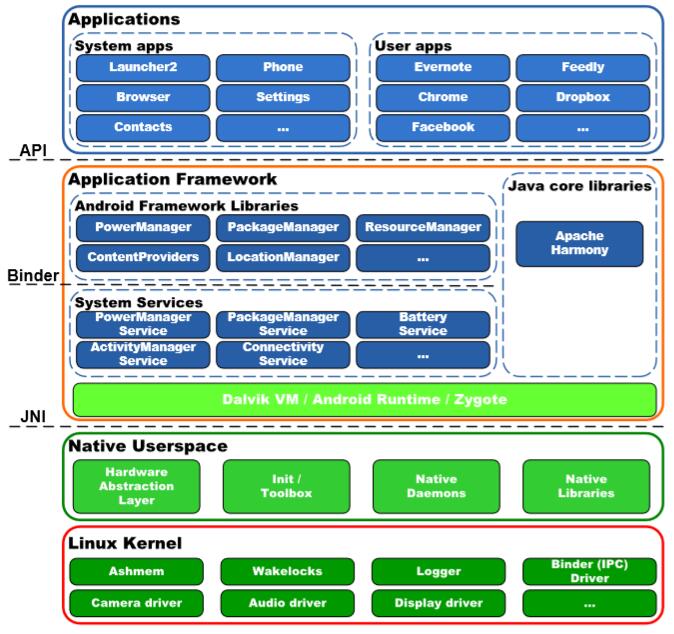 Applications
System apps
User apps
Launcher2
Phone
Evernote
Feedly
Browser
Settings
Chrome
Dropbox
Contacts
...
Facebook
...
API
Application Framework
Java core libraries
Android Framework Libraries
PowerManager
PackageManager
ResourceManager
Apache
Harmony
ContentProviders
LocationManager
...
Binder
System Services
PowerManager
Service
PackageManager
Service
Battery
Service
ActivityManager
Service
Connectivity
Service
...
Dalvik VM / Android Runtime / Zygote
JNI
Native Userspace
Hardware
Abstraction
Layer
Init /
Toolbox
Native
Daemons
Native
Libraries
Linux Kernel
Ashmem
Wakelocks
Logger
Binder (IPC)
Driver
Camera driver
Audio driver
Display driver
...